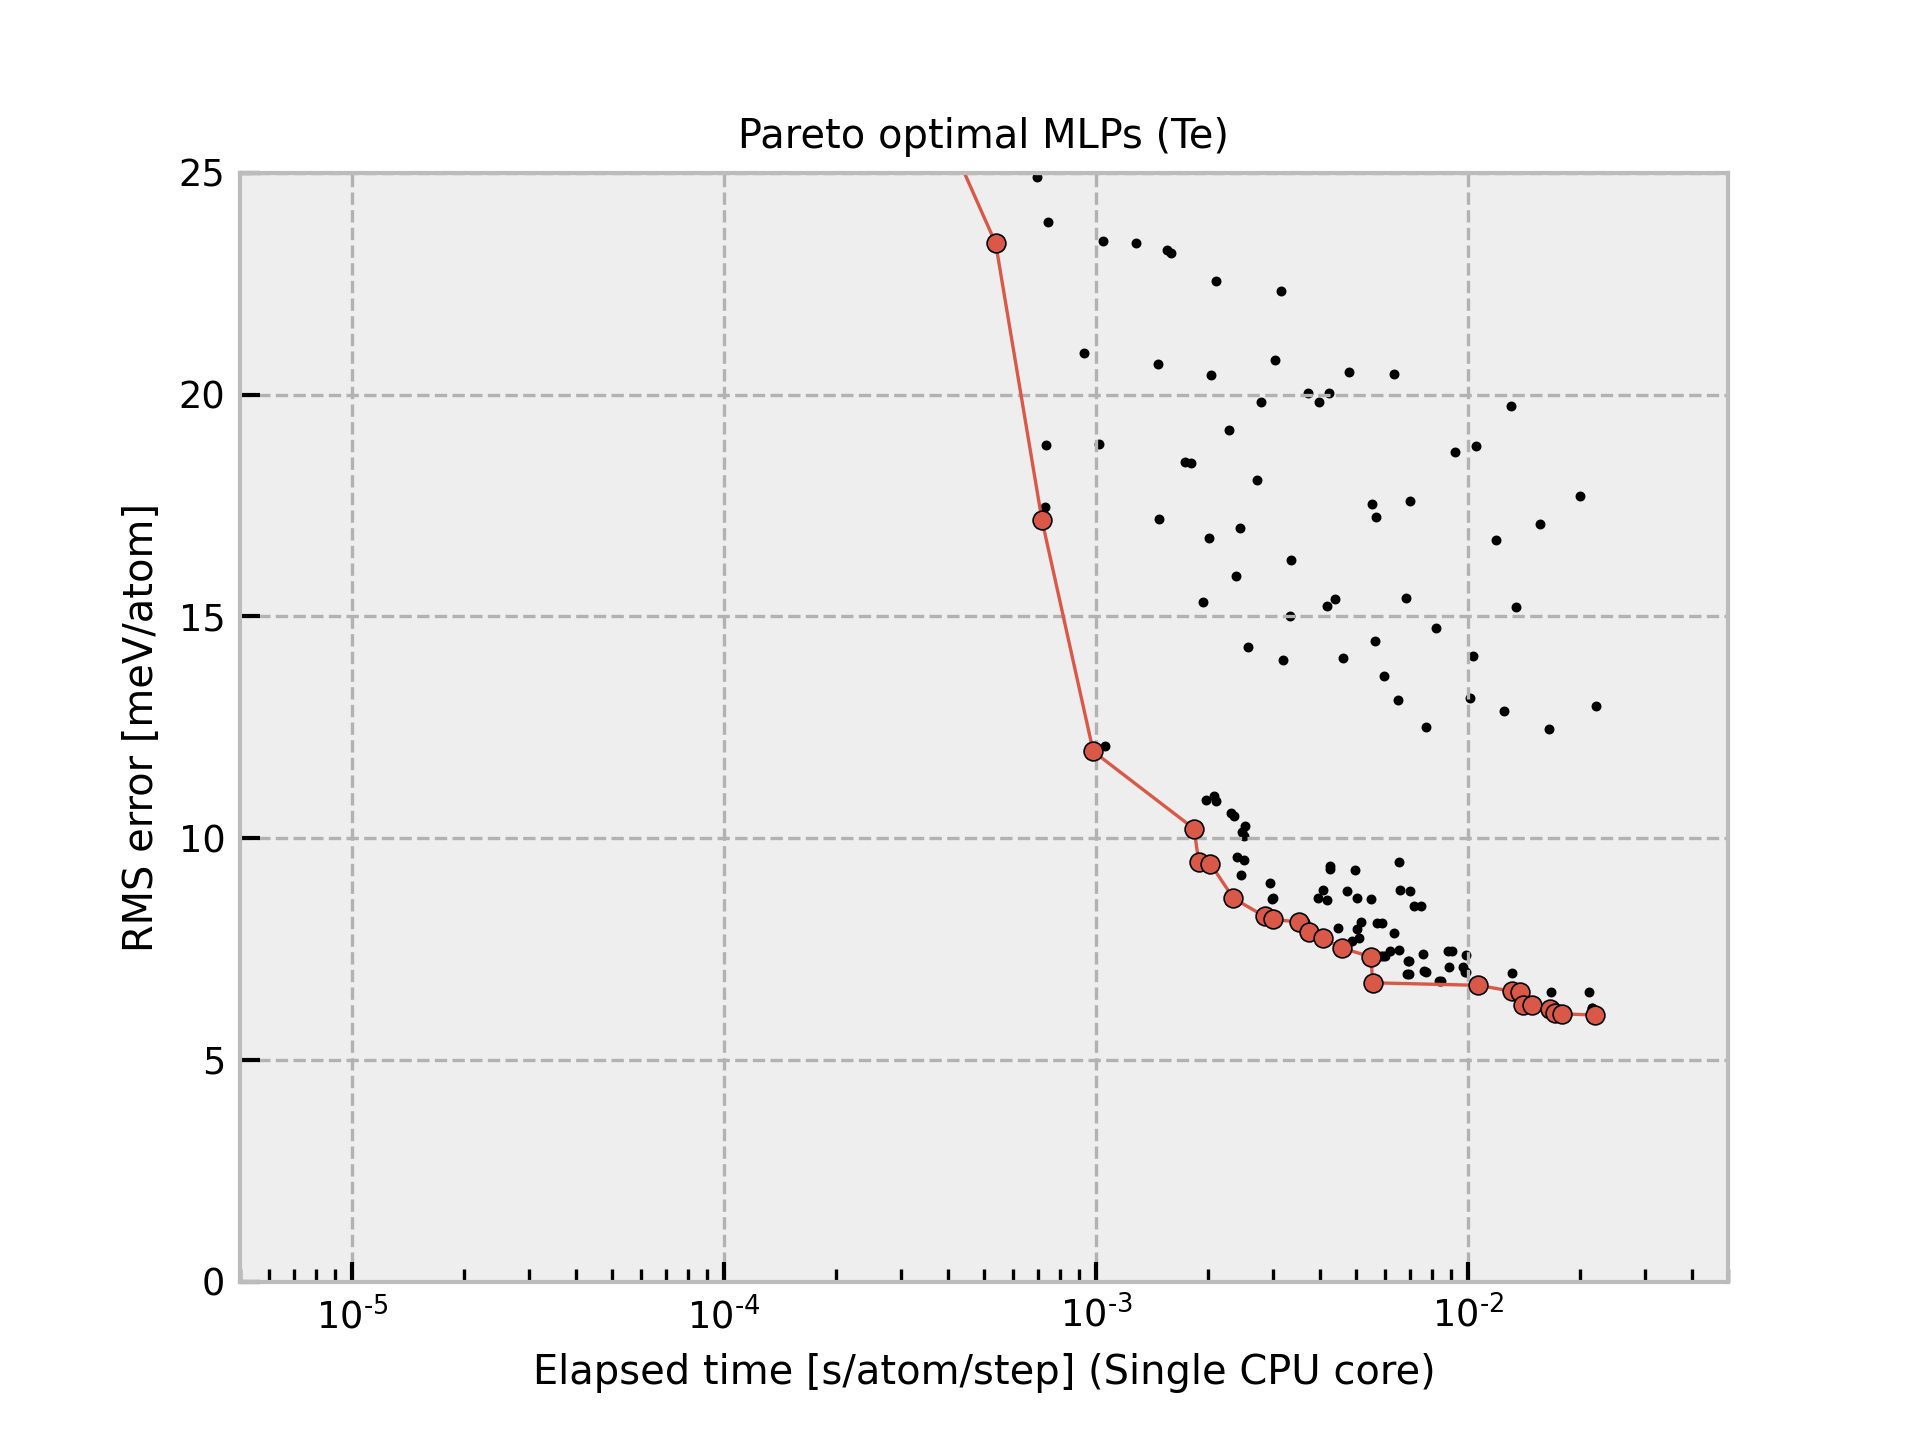 Pareto optimal MLPs (Te)
25
20
15
10
5
0
RMS error [meV/atom]
10⁻⁵ 10⁻⁴ 10⁻³ 10⁻²
Elapsed time [s/atom/step] (Single CPU core)